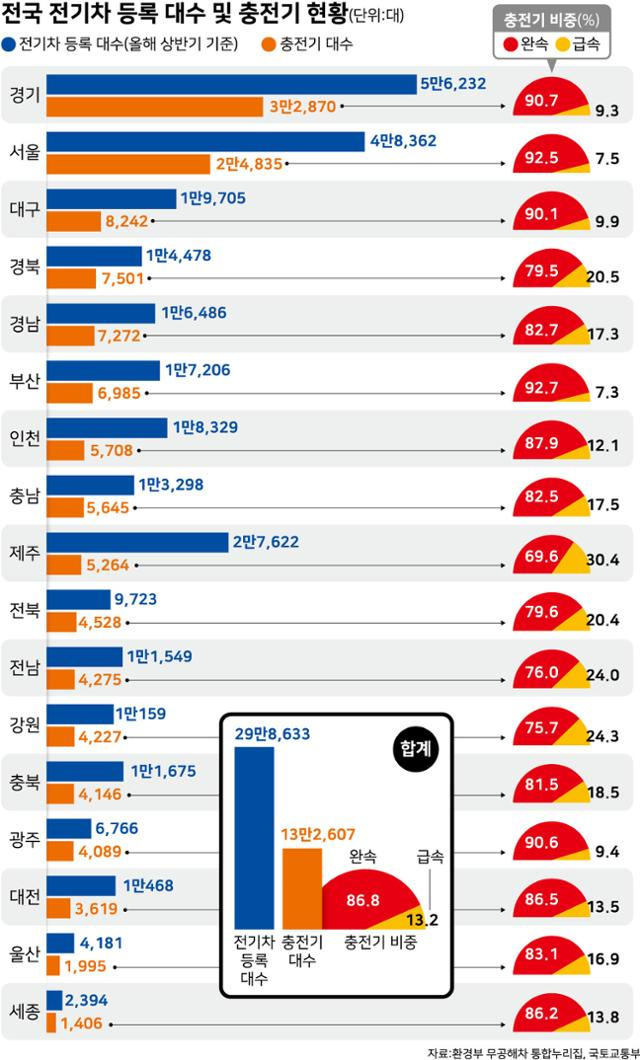 전국 전기차 등록 대수 및 충전기 현황(단위:대)
전기차 등록 대수(올해 상반기 기준) 충전기 대수
충전기 비중(%)
완속 급속
경기 5만6,232 3만2,870 90.7 9.3
서울 4만8,362 2만4,835 92.5 7.5
대구 1만9,705 8,242 90.1 9.9
경북 1만4,478 7,501 79.5 20.5
경남 1만6,486 7,272 82.7 17.3
부산 1만7,206 6,985 92.7 7.3
인천 1만8,329 5,708 87.9 12.1
충남 1만3,298 5,645 82.5 17.5
제주 2만7,622 5,264 69.6 30.4
전북 9,723 4,528 79.6 20.4
전남 1만1,549 4,275 76.0 24.0
강원 1만159 4,227 75.7 24.3
충북 1만1,675 4,146 81.5 18.5
광주 6,766 4,089 90.6 9.4
대전 1만468 3,619 86.5 13.5
울산 4,181 1,995 83.1 16.9
세종 2,394 1,406 86.2 13.8
합계
29만8,633
13만2,607
완속 급속
86.8
13.2
전기차 등록 대수
충전기 대수
충전기 비중
자료:환경부 무공해차 통합누리집, 국토교통부